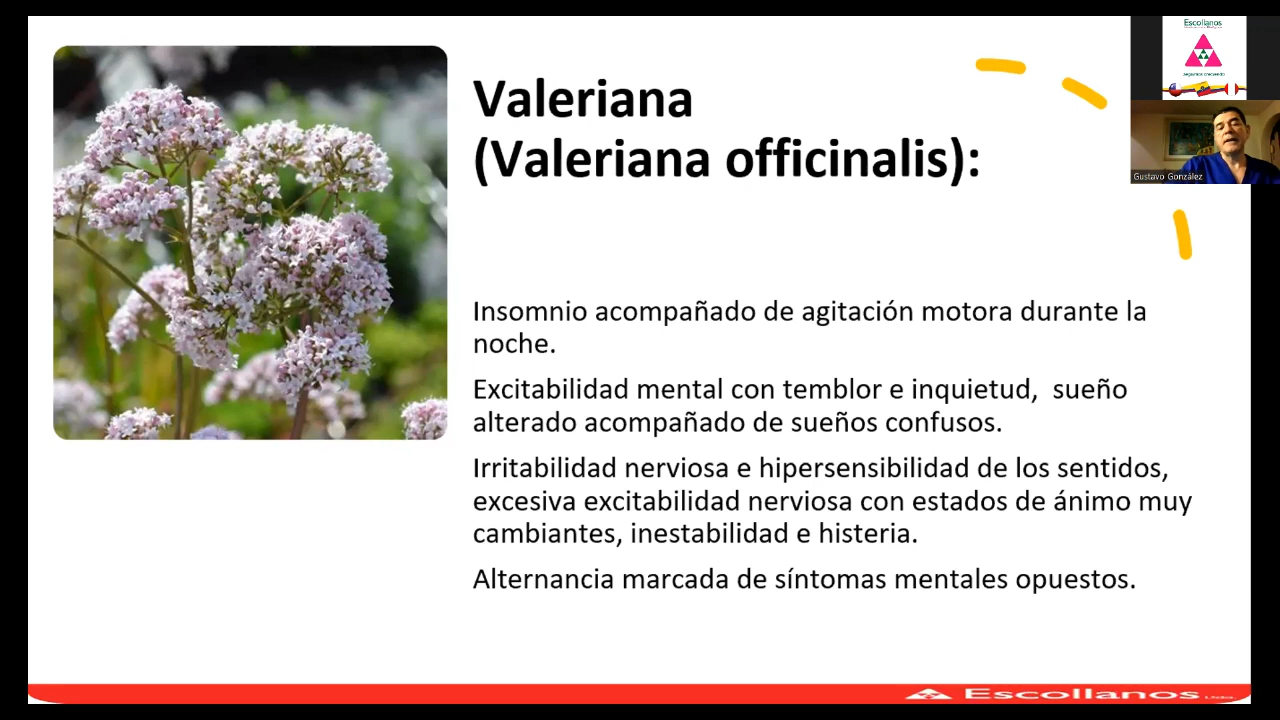 Valeriana
(Valeriana officinalis):
Insomnio acompañado de agitación motora durante la
noche.
Excitabilidad mental con temblor e inquietud,  sueño
alterado acompañado de sueños confusos.
Irritabilidad nerviosa e hipersensibilidad de los sentidos,
excesiva excitabilidad nerviosa con estados de ánimo muy
cambiantes, inestabilidad e histeria.
Alternancia marcada de síntomas mentales opuestos.
Escollanos
Gustavo González
Escollanos